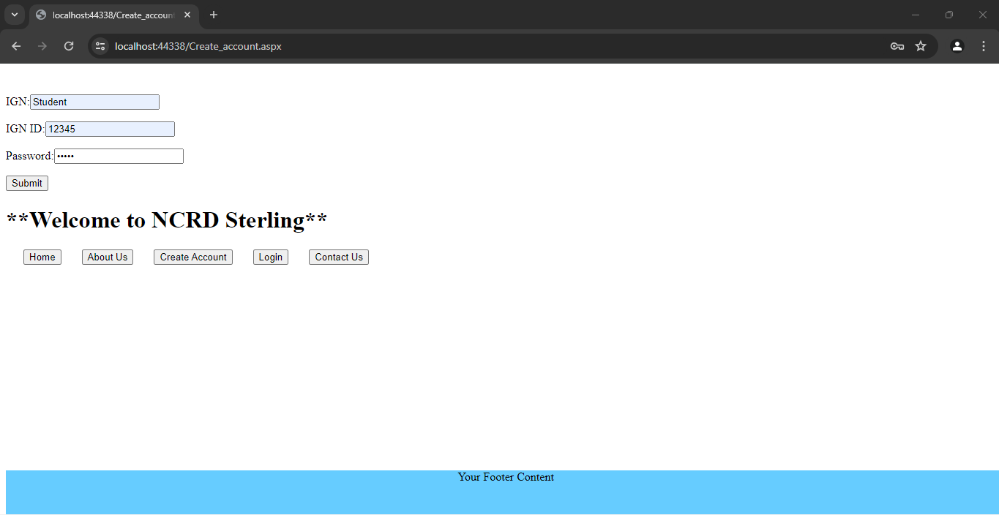 localhost:44338/Create_account
localhost:44338/Create_account.aspx
IGN: Student
IGN ID: 12345
Password: •••••
Submit
**Welcome to NCRD Sterling**
Home About Us Create Account Login Contact Us
Your Footer Content